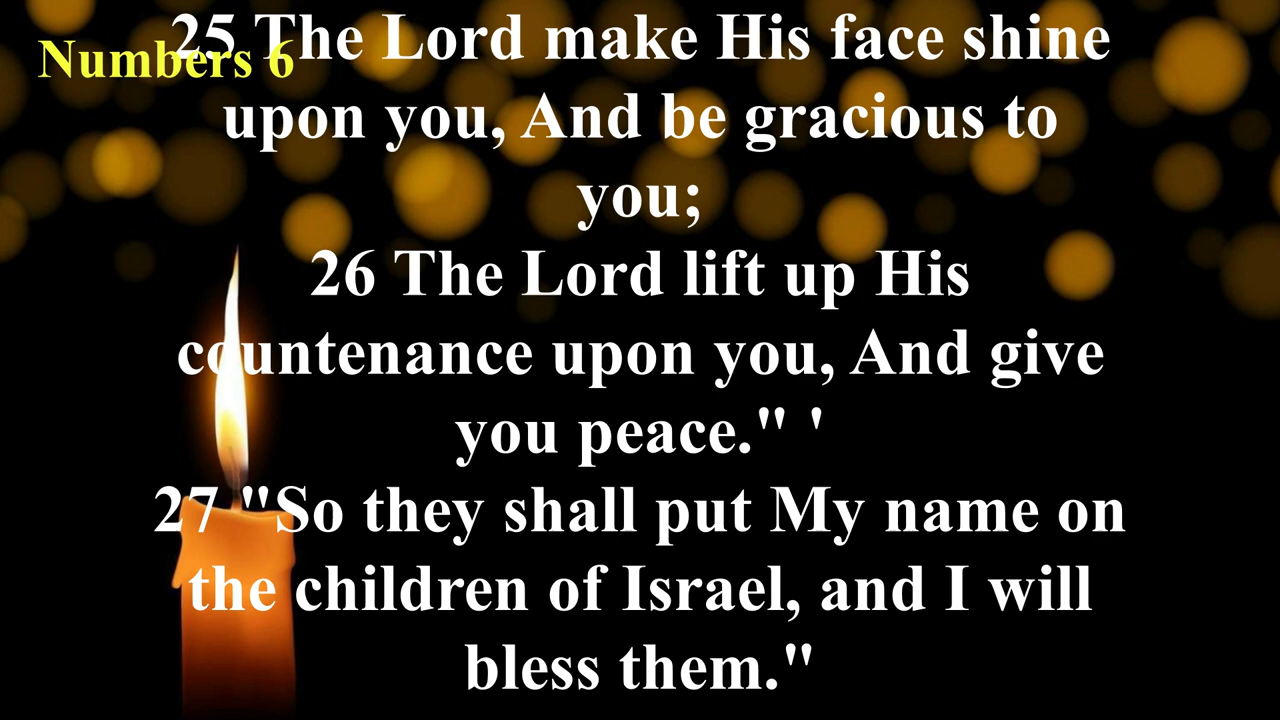 Numbers 6
25 The Lord make His face shine
upon you, And be gracious to
you;
26 The Lord lift up His
countenance upon you, And give
you peace." '
27 "So they shall put My name on
the children of Israel, and I will
bless them."